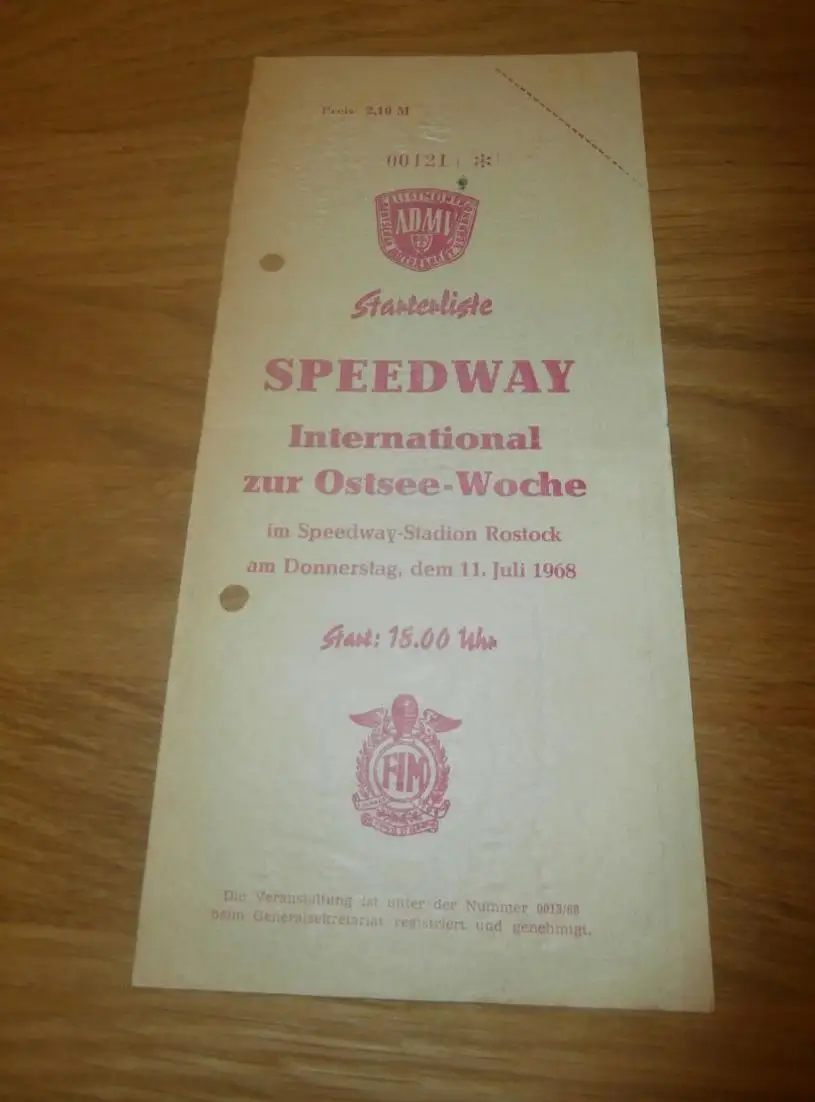 Preis 2,10 M
00121 *
ADMV
Starterliste
SPEEDWAY
International
zur Ostsee-Woche
im Speedway-Stadion Rostock
am Donnerstag, dem 11. Juli 1968
Start: 18.00 Uhr
FIM
Die Veranstaltung ist unter der Nummer 0013/68
beim Generalsekretariat registriert und genehmigt.